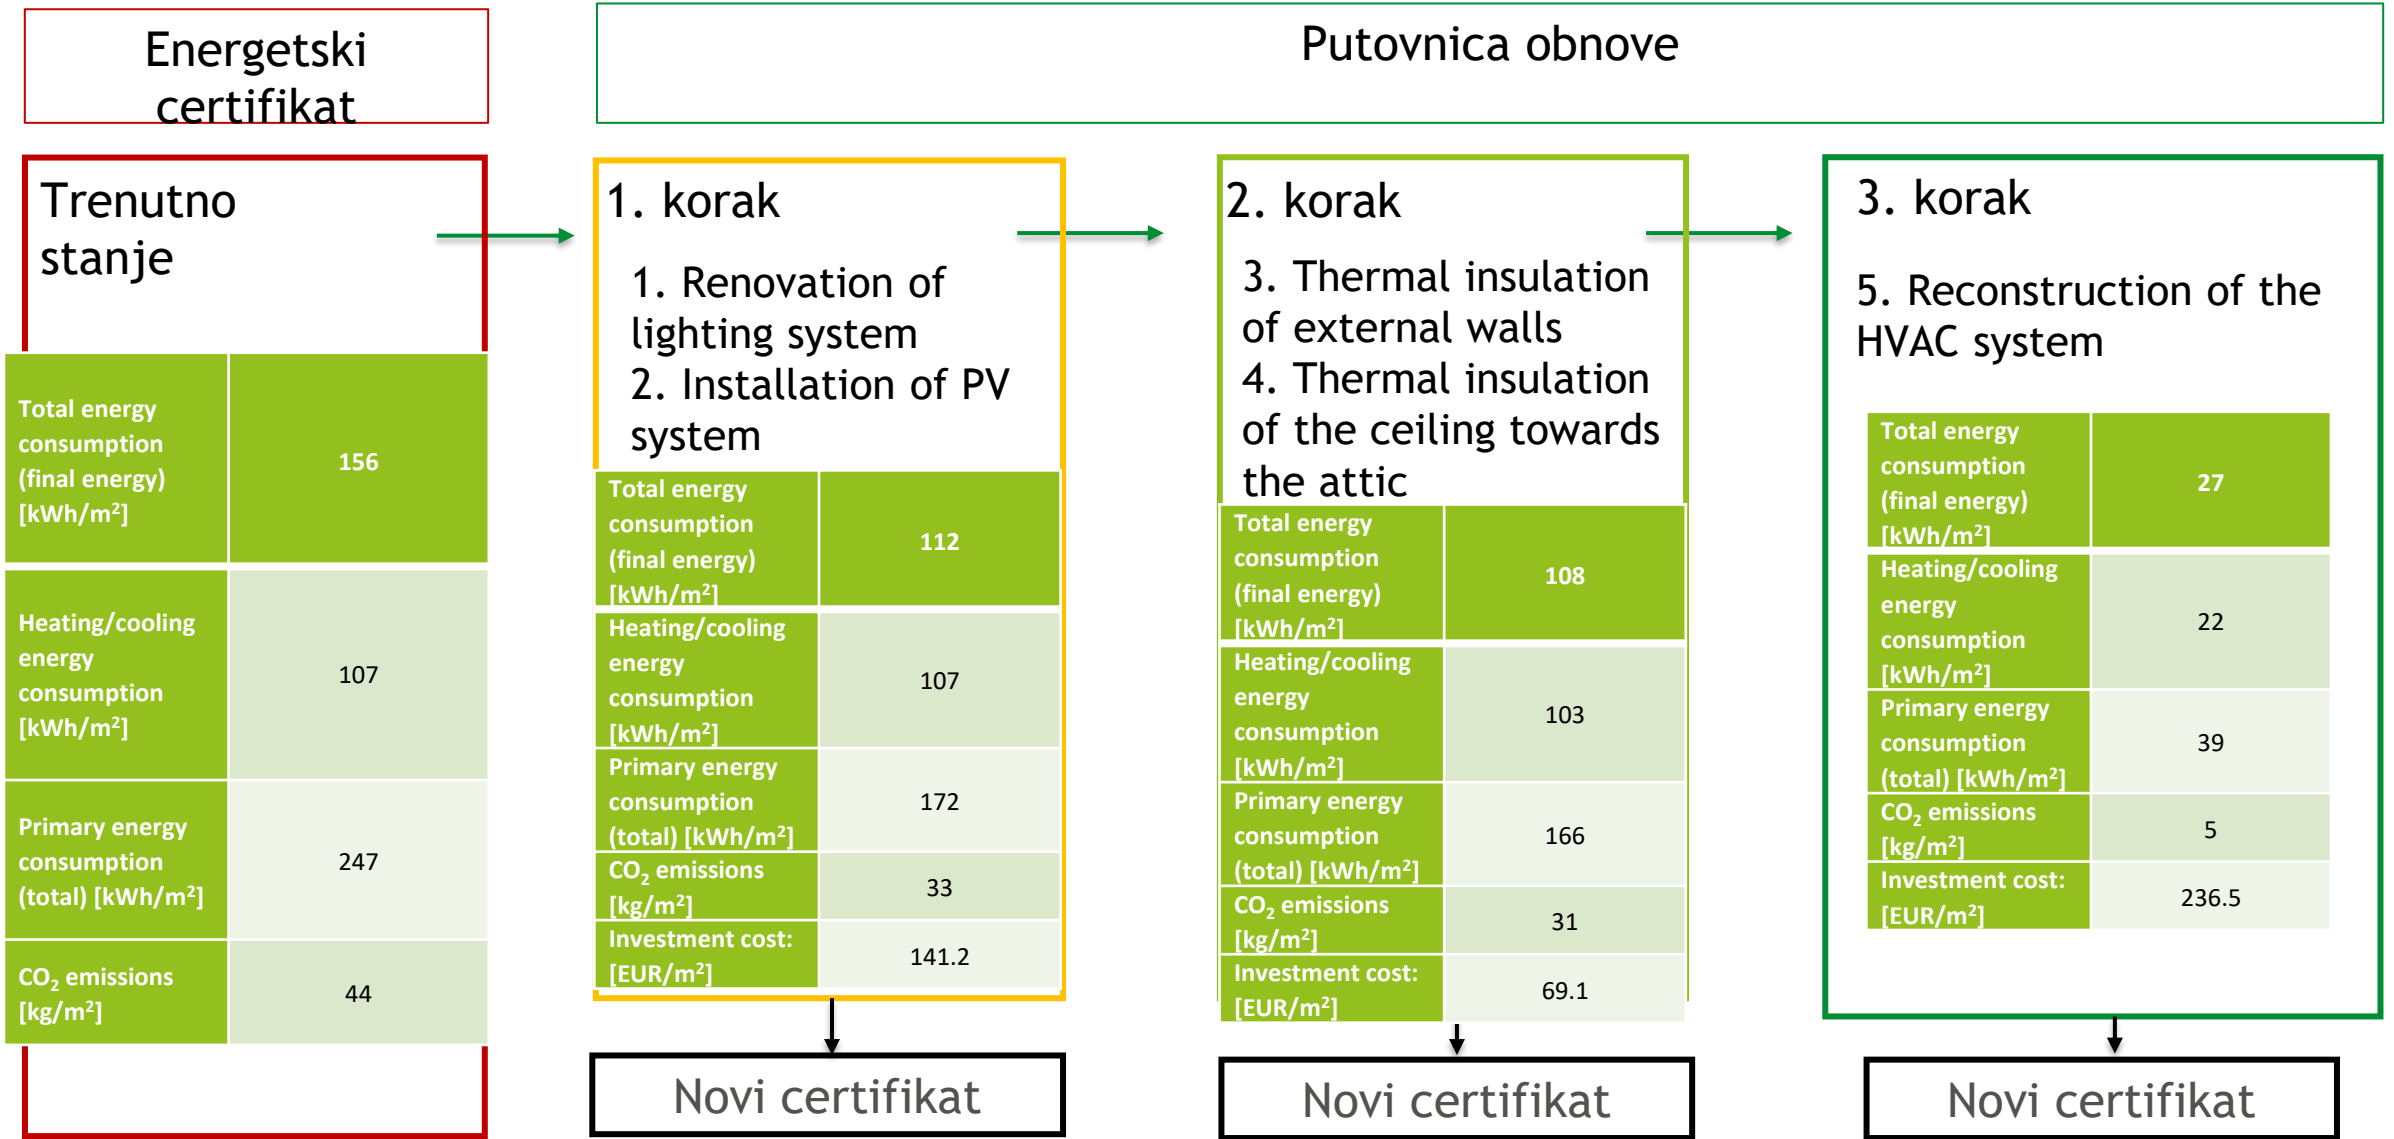 Energetski
certifikat
Putovnica obnove
Trenutno
stanje
Total energy
consumption
(final energy)
[kWh/m²]
156
Heating/cooling
energy
consumption
[kWh/m²]
107
Primary energy
consumption
(total) [kWh/m²]
247
CO₂ emissions
[kg/m²]
44
1. korak
1. Renovation of
lighting system
2. Installation of PV
system
Total energy
consumption
(final energy)
[kWh/m²]
112
Heating/cooling
energy
consumption
[kWh/m²]
107
Primary energy
consumption
(total) [kWh/m²]
172
CO₂ emissions
[kg/m²]
33
Investment cost:
[EUR/m²]
141.2
Novi certifikat
2. korak
3. Thermal insulation
of external walls
4. Thermal insulation
of the ceiling towards
the attic
Total energy
consumption
(final energy)
[kWh/m²]
108
Heating/cooling
energy
consumption
[kWh/m²]
103
Primary energy
consumption
(total) [kWh/m²]
166
CO₂ emissions
[kg/m²]
31
Investment cost:
[EUR/m²]
69.1
Novi certifikat
3. korak
5. Reconstruction of the
HVAC system
Total energy
consumption
(final energy)
[kWh/m²]
27
Heating/cooling
energy
consumption
[kWh/m²]
22
Primary energy
consumption
(total) [kWh/m²]
39
CO₂ emissions
[kg/m²]
5
Investment cost:
[EUR/m²]
236.5
Novi certifikat